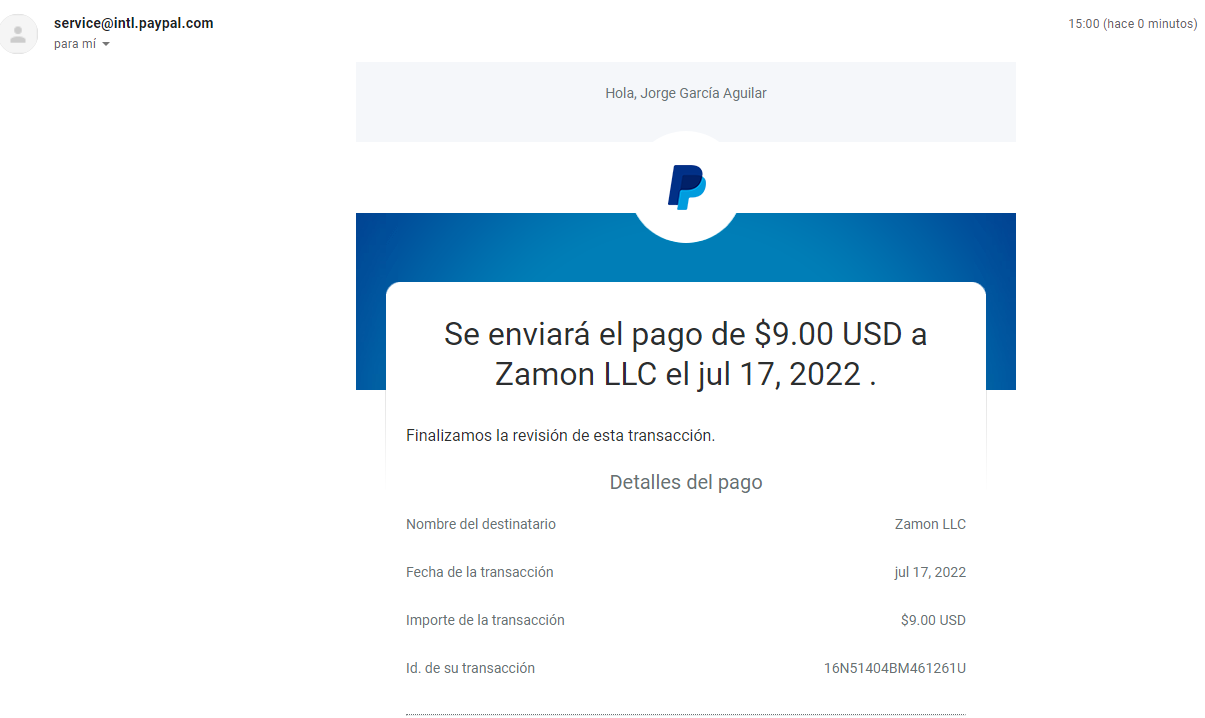 service@intl.paypal.com
15:00 (hace 0 minutos)
para mí
Hola, Jorge García Aguilar
Se enviará el pago de $9.00 USD a
Zamon LLC el jul 17, 2022 .
Finalizamos la revisión de esta transacción.
Detalles del pago
Nombre del destinatario Zamon LLC
Fecha de la transacción jul 17, 2022
Importe de la transacción $9.00 USD
Id. de su transacción 16N51404BM461261U